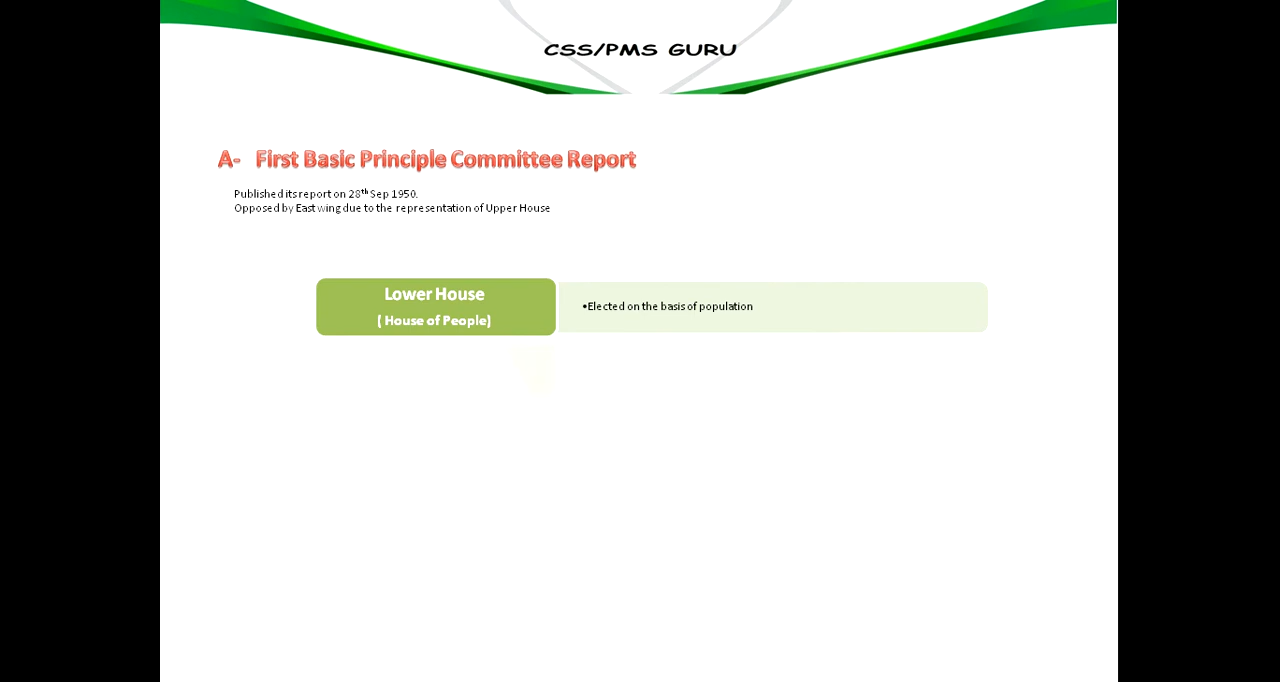 CSS/PMS GURU
A- First Basic Principle Committee Report
Published its report on 28th Sep 1950.
Opposed by East wing due to the representation of Upper House
Lower House
( House of People)
•Elected on the basis of population